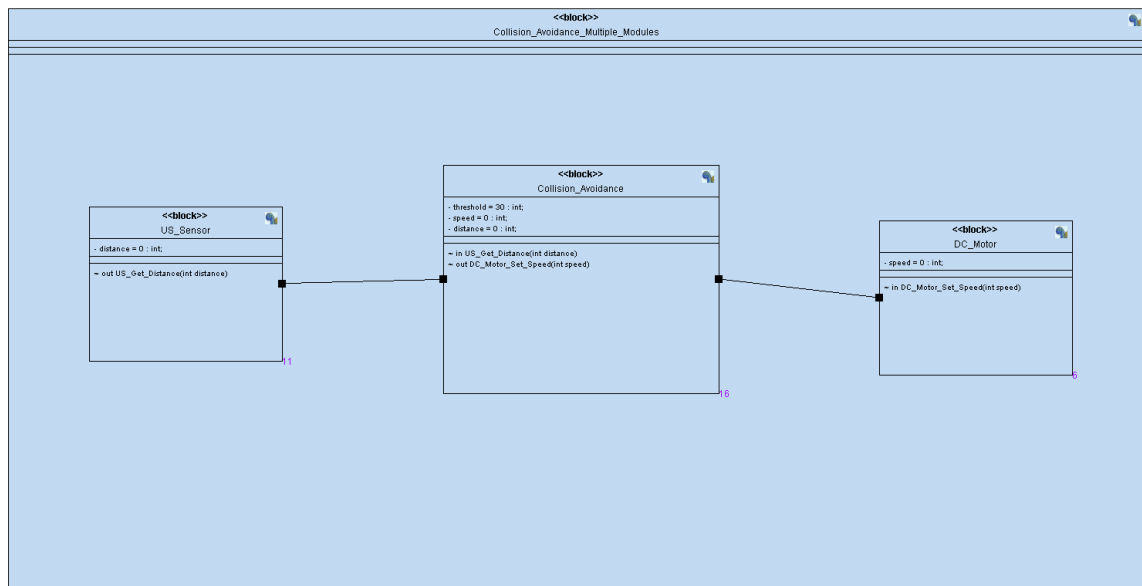 <<block>>
Collision_Avoidance_Multiple_Modules
<<block>>
US_Sensor
- distance = 0 : int;
~ out US_Get_Distance(int distance)
11
<<block>>
Collision_Avoidance
- threshold = 30 : int;
- speed = 0 : int;
- distance = 0 : int;
~ in US_Get_Distance(int distance)
~ out DC_Motor_Set_Speed(int speed)
16
<<block>>
DC_Motor
- speed = 0 : int;
~ in DC_Motor_Set_Speed(int speed)
6